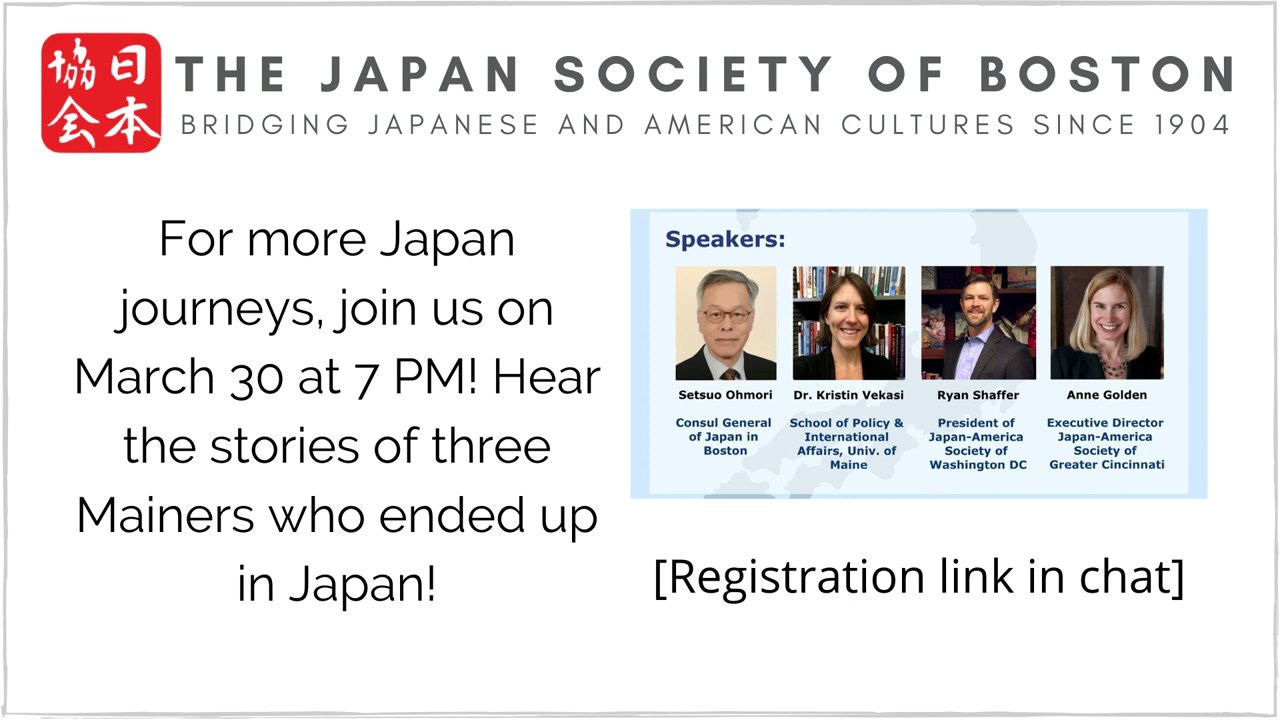 協日
会本
THE JAPAN SOCIETY OF BOSTON
BRIDGING JAPANESE AND AMERICAN CULTURES SINCE 1904
For more Japan
journeys, join us on
March 30 at 7 PM! Hear
the stories of three
Mainers who ended up
in Japan!
Speakers:
Setsuo Ohmori
Consul General
of Japan in
Boston
Dr. Kristin Vekasi
School of Policy &
International
Affairs, Univ. of
Maine
Ryan Shaffer
President of
Japan-America
Society of
Washington DC
Anne Golden
Executive Director
Japan-America
Society of
Greater Cincinnati
[Registration link in chat]